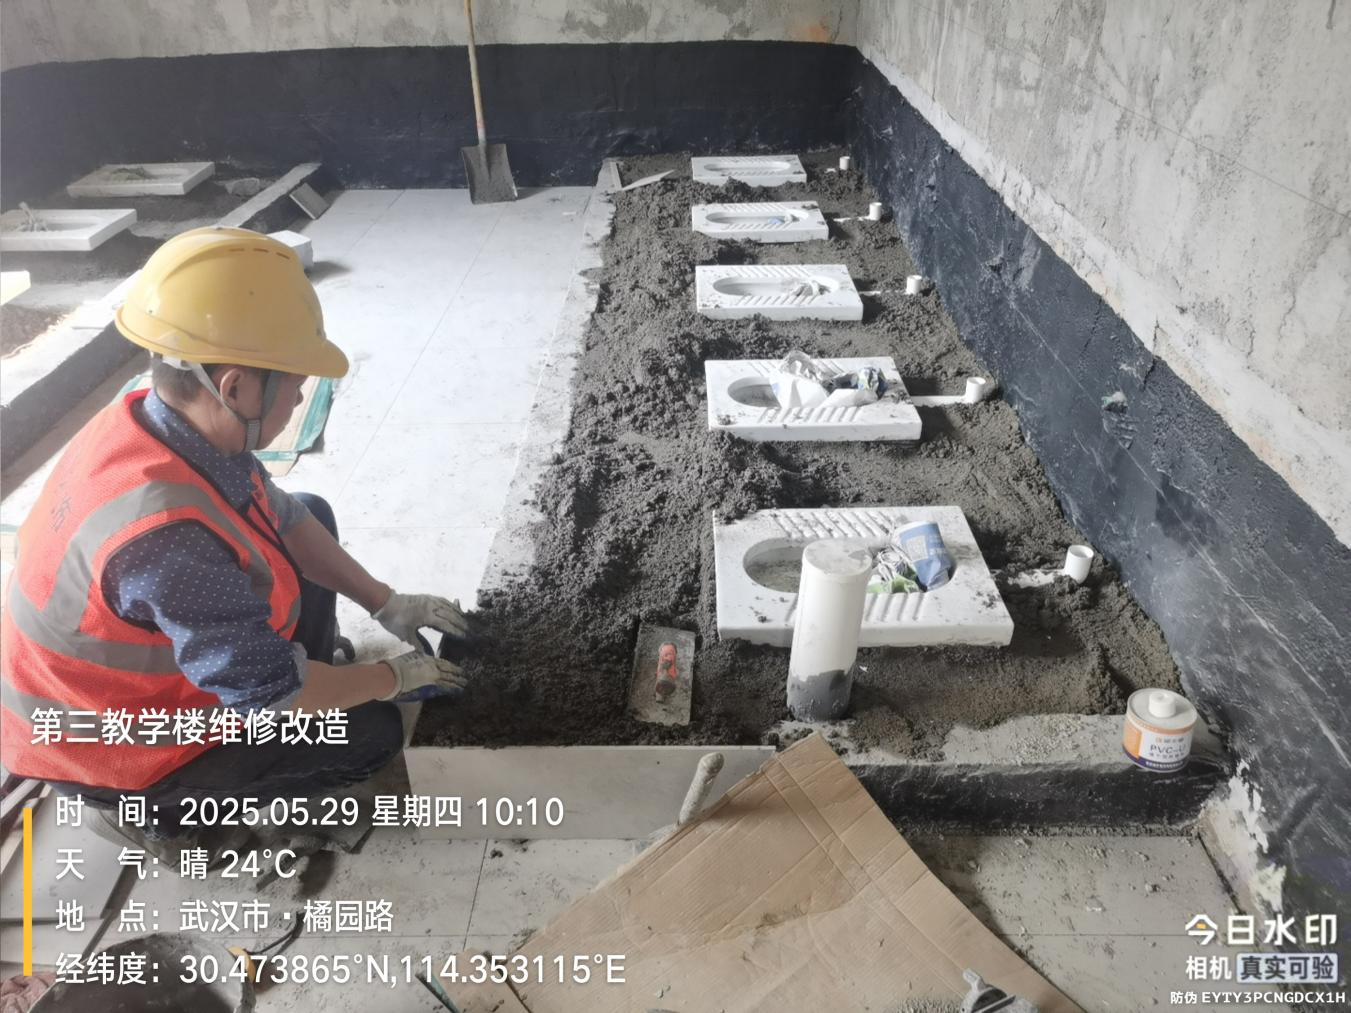 第三教学楼维修改造
时 间：2025.05.29 星期四 10:10
天 气：晴 24°C
地 点：武汉市·橘园路
经纬度：30.473865°N,114.353115°E
PVC-U
今日水印
相机 真实可验
防伪 EYTY3PCNGDCX1H